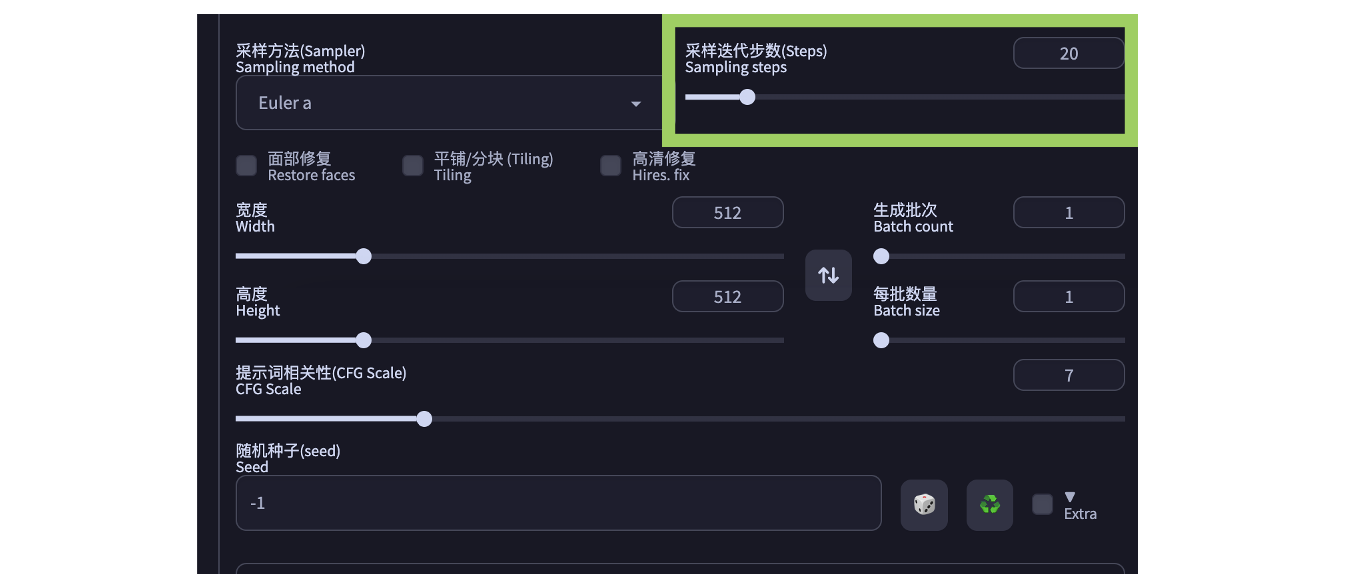 采样方法(Sampler)
Sampling method
Euler a
采样迭代步数(Steps)
Sampling steps
20
面部修复
Restore faces
平铺/分块 (Tiling)
Tiling
高清修复
Hires. fix
宽度
Width
512
生成批次
Batch count
1
高度
Height
512
每批数量
Batch size
1
提示词相关性(CFG Scale)
CFG Scale
7
随机种子(seed)
Seed
-1
Extra